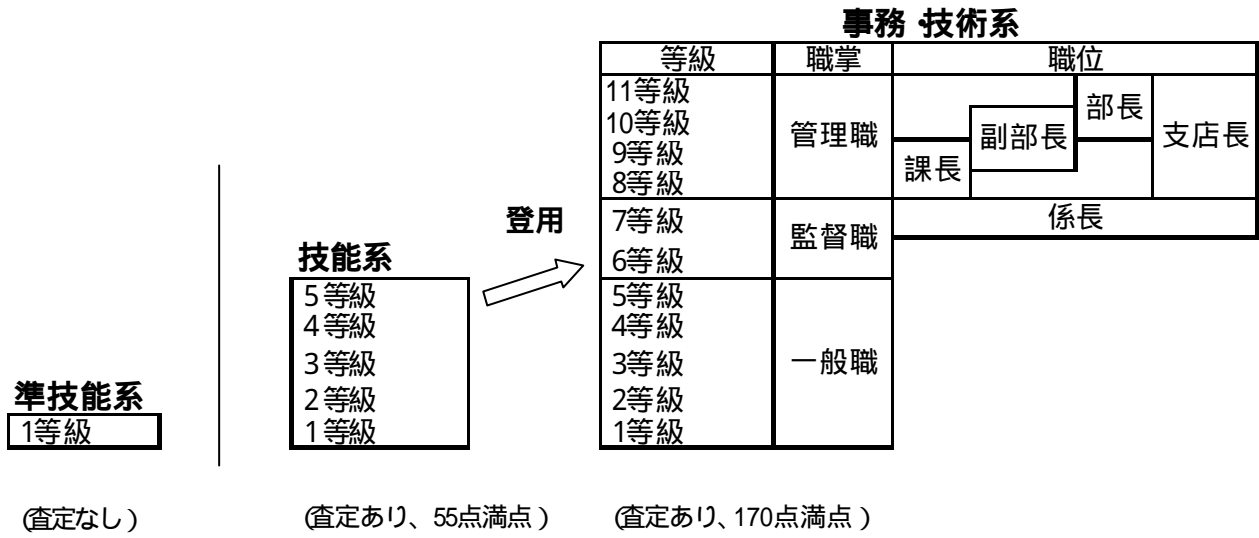 事務・技術系
等級 職掌 職位
11等級
10等級
9等級
8等級
管理職
課長
副部長
部長
支店長
7等級
6等級
監督職
係長
5等級
4等級
3等級
2等級
1等級
一般職
登用
技能系
5等級
4等級
3等級
2等級
1等級
準技能系
1等級
(査定なし)
(査定あり、55点満点)
(査定あり、170点満点)